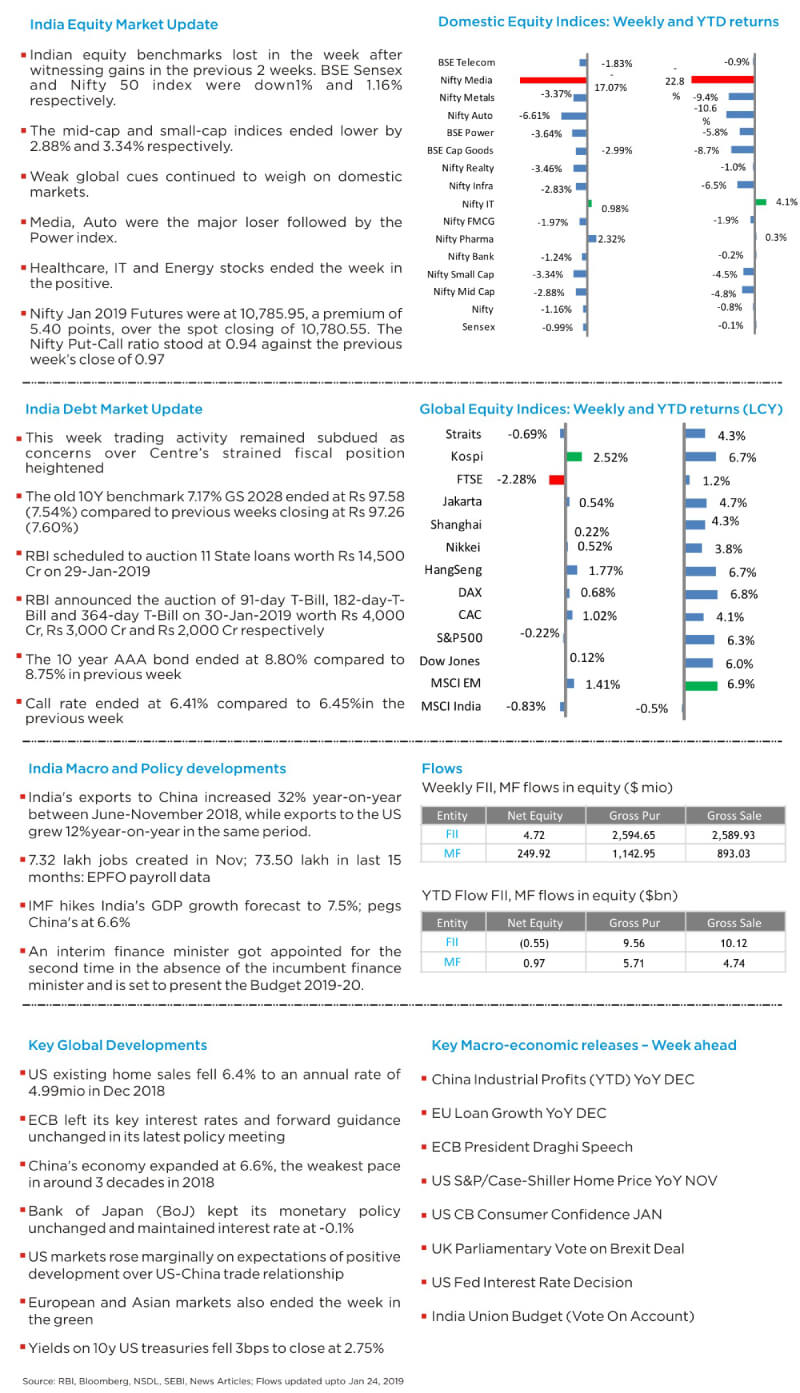 India Equity Market Update
Indian equity benchmarks lost in the week after
witnessing gains in the previous 2 weeks. BSE Sensex
and Nifty 50 index were down1% and 1.16%
respectively.
The mid-cap and small-cap indices ended lower by
2.88% and 3.34% respectively.
Weak global cues continued to weigh on domestic
markets.
Media, Auto were the major loser followed by the
Power index.
Healthcare, IT and Energy stocks ended the week in
the positive.
Nifty Jan 2019 Futures were at 10,785.95, a premium of
5.40 points, over the spot closing of 10,780.55. The
Nifty Put-Call ratio stood at 0.94 against the previous
week's close of 0.97
Domestic Equity Indices: Weekly and YTD returns
BSE Telecom -1.83% -0.9%
Nifty Media -17.07% -22.8%
Nifty Metals -3.37% -9.4%
Nifty Auto -6.61% -10.6%
BSE Power -3.64% -5.8%
BSE Cap Goods -2.99% -8.7%
Nifty Realty -3.46% -1.0%
Nifty Infra -2.83% -6.5%
Nifty IT 0.98% 4.1%
Nifty FMCG -1.97% -1.9%
Nifty Pharma 2.32% 0.3%
Nifty Bank -1.24% -0.2%
Nifty Small Cap -3.34% -4.5%
Nifty Mid Cap -2.88% -4.8%
Nifty -1.16% -0.8%
Sensex -0.99% -0.1%
India Debt Market Update
This week trading activity remained subdued as
concerns over Centre's strained fiscal position
heightened
The old 10Y benchmark 7.17% GS 2028 ended at Rs 97.58
(7.54%) compared to previous weeks closing at Rs 97.26
(7.60%)
RBI scheduled to auction 11 State loans worth Rs 14,500
Cr on 29-Jan-2019
RBI announced the auction of 91-day T-Bill, 182-day-T-
Bill and 364-day T-Bill on 30-Jan-2019 worth Rs 4,000
Cr, Rs 3,000 Cr and Rs 2,000 Cr respectively
The 10 year AAA bond ended at 8.80% compared to
8.75% in previous week
Call rate ended at 6.41% compared to 6.45%in the
previous week
Global Equity Indices: Weekly and YTD returns (LCY)
Straits -0.69% 4.3%
Kospi 2.52% 6.7%
FTSE -2.28% 1.2%
Jakarta 0.54% 4.7%
Shanghai 0.22% 4.3%
Nikkei 0.52% 3.8%
HangSeng 1.77% 6.7%
DAX 0.68% 6.8%
CAC 1.02% 4.1%
S&P500 -0.22% 6.3%
Dow Jones 0.12% 6.0%
MSCI EM 1.41% 6.9%
MSCI India -0.83% -0.5%
India Macro and Policy developments
India's exports to China increased 32% year-on-year
between June-November 2018, while exports to the US
grew 12%year-on-year in the same period.
7.32 lakh jobs created in Nov; 73.50 lakh in last 15
months: EPFO payroll data
IMF hikes India's GDP growth forecast to 7.5%; pegs
China's at 6.6%
An interim finance minister got appointed for the
second time in the absence of the incumbent finance
minister and is set to present the Budget 2019-20.
Flows
Weekly FII, MF flows in equity ($ mio)
Entity Net Equity Gross Pur Gross Sale
FII 4.72 2,594.65 2,589.93
MF 249.92 1,142.95 893.03
YTD Flow FII, MF flows in equity ($bn)
Entity Net Equity Gross Pur Gross Sale
FII (0.55) 9.56 10.12
MF 0.97 5.71 4.74
Key Global Developments
US existing home sales fell 6.4% to an annual rate of
4.99mio in Dec 2018
ECB left its key interest rates and forward guidance
unchanged in its latest policy meeting
China's economy expanded at 6.6%, the weakest pace
in around 3 decades in 2018
Bank of Japan (BoJ) kept its monetary policy
unchanged and maintained interest rate at -0.1%
US markets rose marginally on expectations of positive
development over US-China trade relationship
European and Asian markets also ended the week in
the green
Yields on 10y US treasuries fell 3bps to close at 2.75%
Key Macro-economic releases – Week ahead
China Industrial Profits (YTD) YoY DEC
EU Loan Growth YoY DEC
ECB President Draghi Speech
US S&P/Case-Shiller Home Price YoY NOV
US CB Consumer Confidence JAN
UK Parliamentary Vote on Brexit Deal
US Fed Interest Rate Decision
India Union Budget (Vote On Account)
Source: RBI, Bloomberg, NSDL, SEBI, News Articles; Flows updated upto Jan 24, 2019